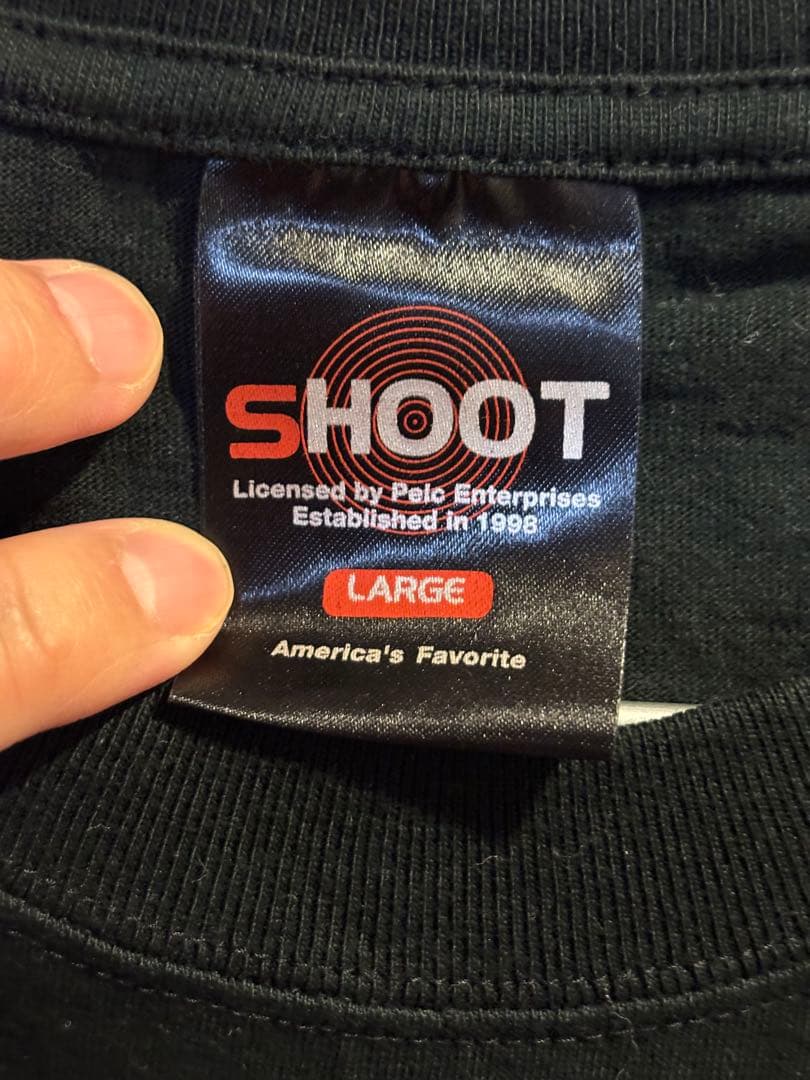 SHOOT
Licensed by Pelc Enterprises
Established in 1998
LARGE
America's Favorite